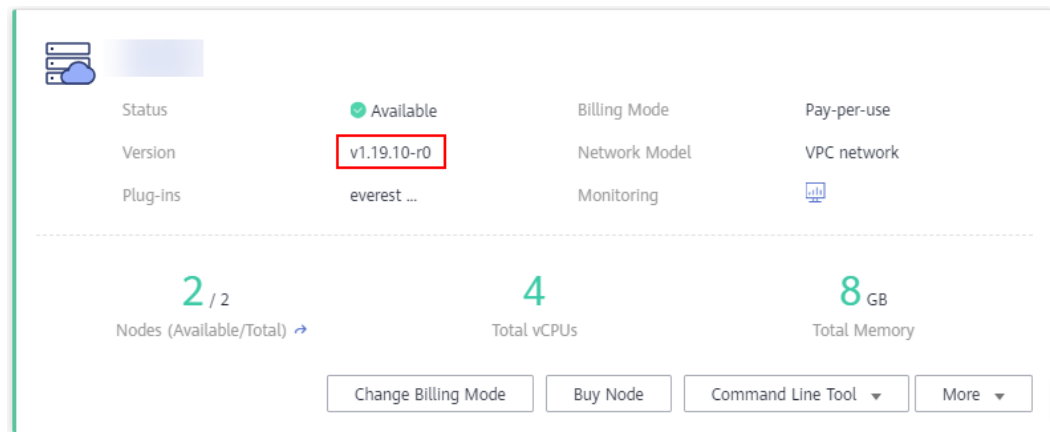 Status Available Billing Mode Pay-per-use
Version v1.19.10-r0 Network Model VPC network
Plug-ins everest ... Monitoring
2 / 2 4 8 GB
Nodes (Available/Total) Total vCPUs Total Memory
Change Billing Mode Buy Node Command Line Tool More